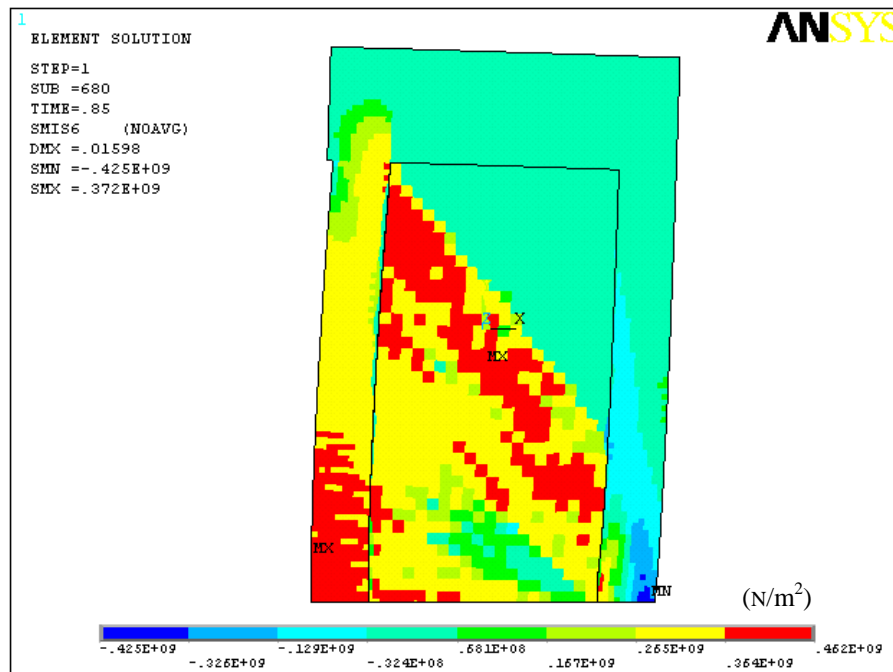 1
ANSYS
ELEMENT SOLUTION
STEP=1
SUB =680
TIME=.85
SMIS6 (NOAVG)
DMX =.01598
SMN =-.425E+09
SMX =.372E+09
Z X
MX
MX
MN
(N/m²)
-.425E+09 -.326E+09 -.129E+09 -.324E+08 .681E+08 .167E+09 .265E+09 .364E+09 .462E+09